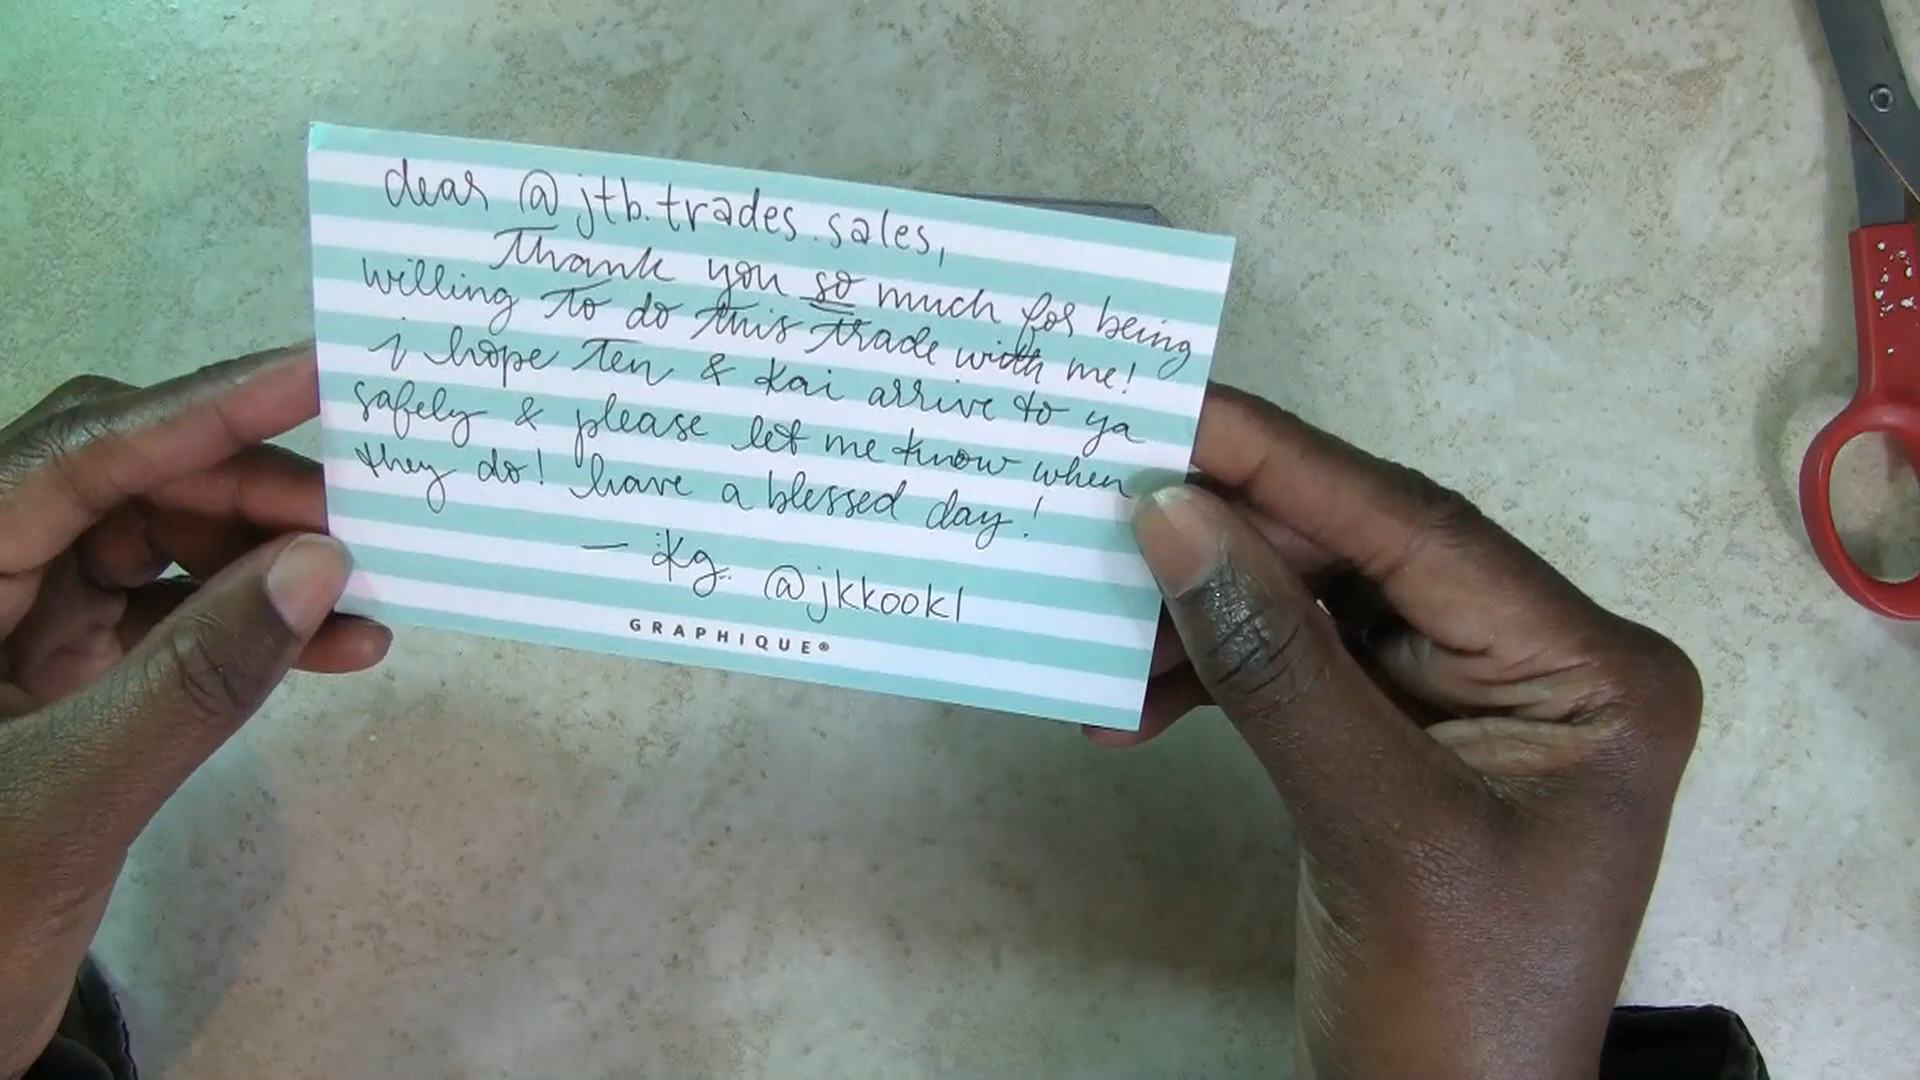 dear @jtb.trades.sales,
thank you so much for being
willing to do this trade with me!
i hope Ten & Kai arrive to ya
safely & please let me know when
they do! have a blessed day!
— kg. @jkkook1
GRAPHIQUE®